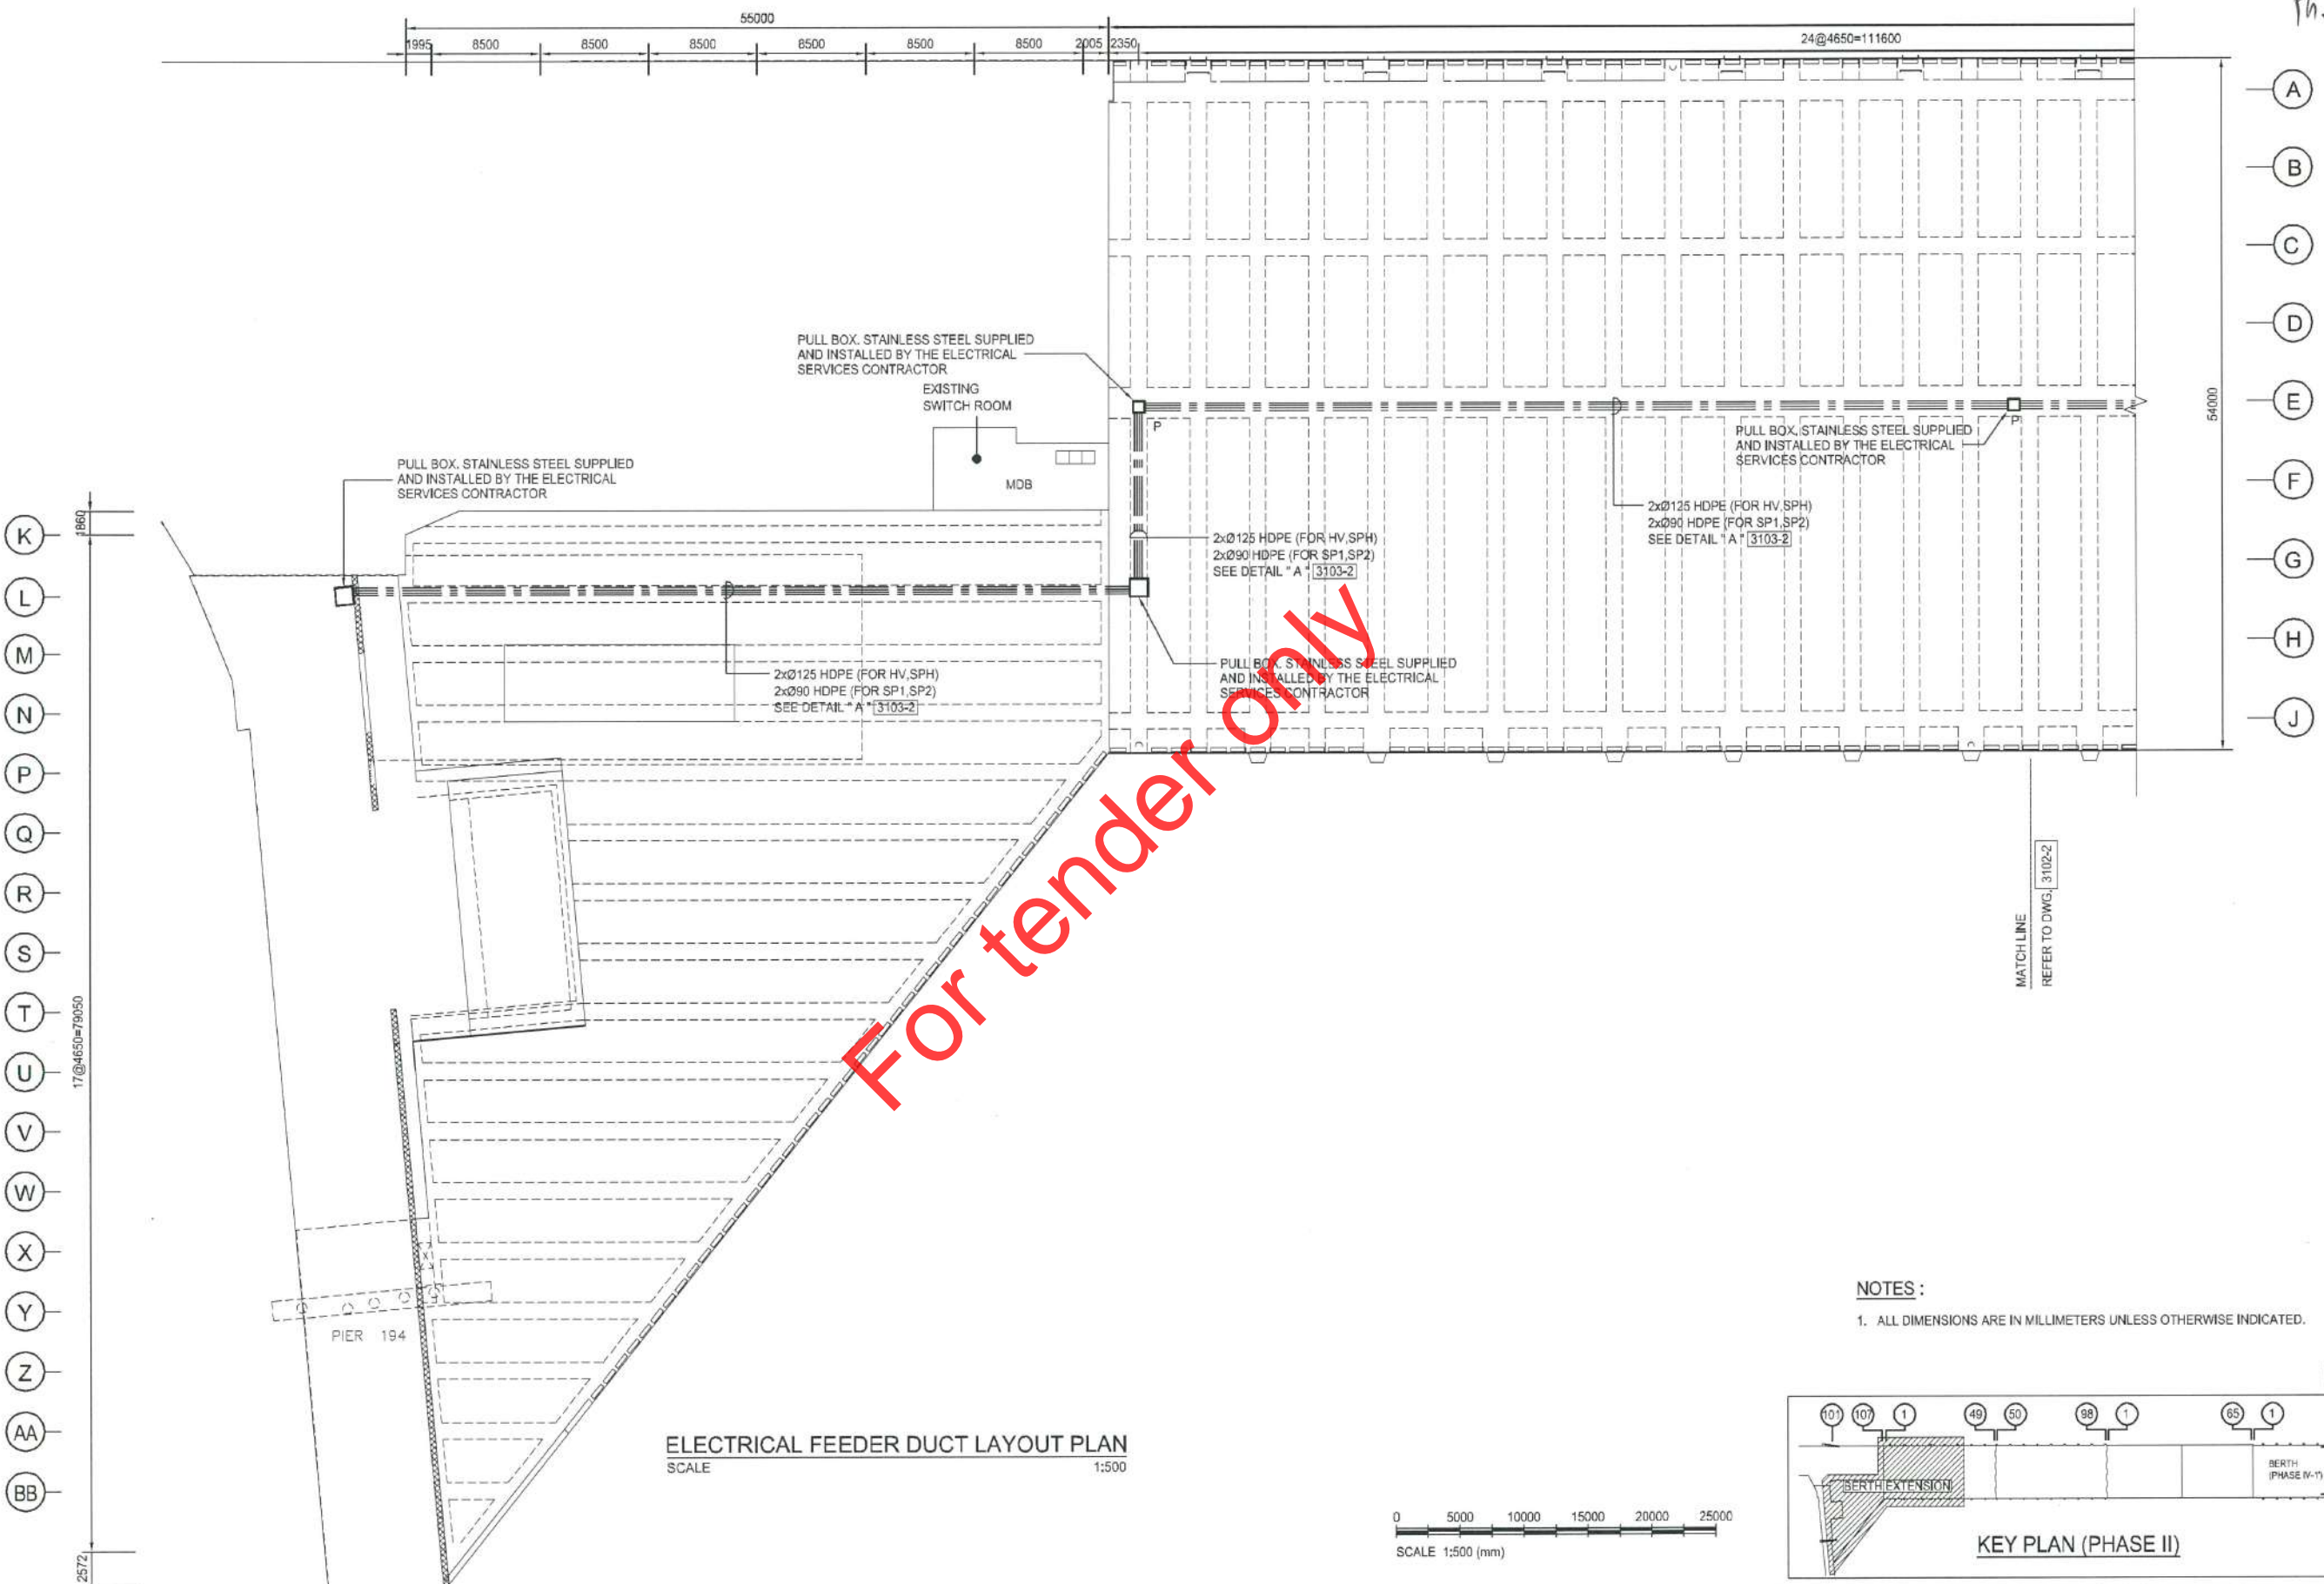 55000
1995
8500
8500
8500
8500
8500
8500
2005
2350
24@4650=111600
A
B
C
D
E
F
G
H
J
54000
PULL BOX. STAINLESS STEEL SUPPLIED
AND INSTALLED BY THE ELECTRICAL
SERVICES CONTRACTOR
EXISTING
SWITCH ROOM
MDB
P
PULL BOX. STAINLESS STEEL SUPPLIED
AND INSTALLED BY THE ELECTRICAL
SERVICES CONTRACTOR
P
PULL BOX. STAINLESS STEEL SUPPLIED
AND INSTALLED BY THE ELECTRICAL
SERVICES CONTRACTOR
2xØ125 HDPE (FOR HV,SPH)
2xØ90 HDPE (FOR SP1,SP2)
SEE DETAIL " A " 3103-2
2xØ125 HDPE (FOR HV,SPH)
2xØ90 HDPE (FOR SP1,SP2)
SEE DETAIL " A " 3103-2
PULL BOX. STAINLESS STEEL SUPPLIED
AND INSTALLED BY THE ELECTRICAL
SERVICES CONTRACTOR
2xØ125 HDPE (FOR HV,SPH)
2xØ90 HDPE (FOR SP1,SP2)
SEE DETAIL " A " 3103-2
1860
K
L
M
N
P
Q
R
S
T
U
V
W
X
Y
Z
AA
BB
17@4650=79050
2572
For tender only
MATCH LINE
REFER TO DWG. 3102-2
PIER 194
ELECTRICAL FEEDER DUCT LAYOUT PLAN
SCALE 1:500
NOTES :
1. ALL DIMENSIONS ARE IN MILLIMETERS UNLESS OTHERWISE INDICATED.
0 5000 10000 15000 20000 25000
SCALE 1:500 (mm)
101 107 1 49 50 98 1 65 1
BERTH EXTENSION
BERTH
(PHASE IV-1)
KEY PLAN (PHASE II)